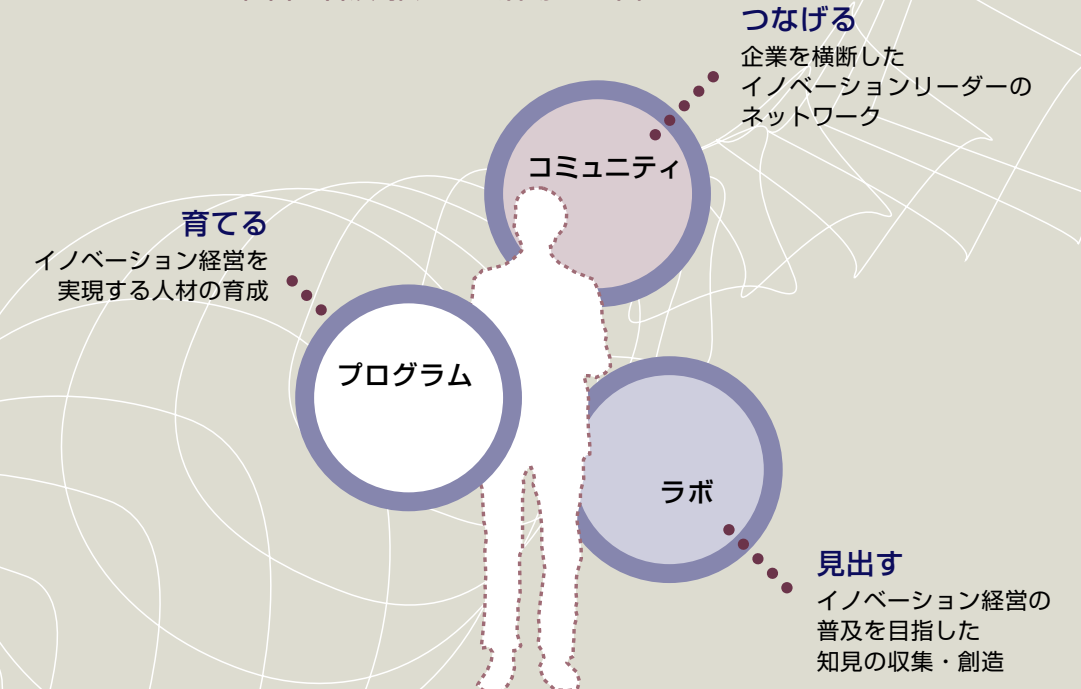 つなげる
企業を横断した
イノベーションリーダーの
ネットワーク
コミュニティ
育てる
イノベーション経営を
実現する人材の育成
プログラム
ラボ
見出す
イノベーション経営の
普及を目指した
知見の収集・創造